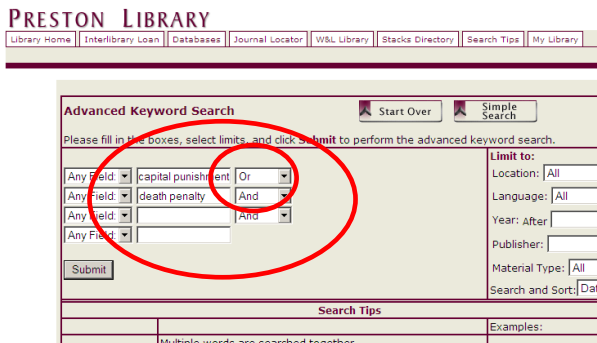 PRESTON LIBRARY
Library Home Interlibrary Loan Databases Journal Locator W&L Library Stacks Directory Search Tips My Library
Advanced Keyword Search Start Over Simple Search
Please fill in the boxes, select limits, and click Submit to perform the advanced keyword search.
Limit to:
Any Field: capital punishment Or
Location: All
Any Field: death penalty And
Language: All
Any Field: And
Year: After
Any Field:
Publisher:
Submit
Material Type: All
Search and Sort: Dat
Search Tips
Examples:
Multiple words are searched together